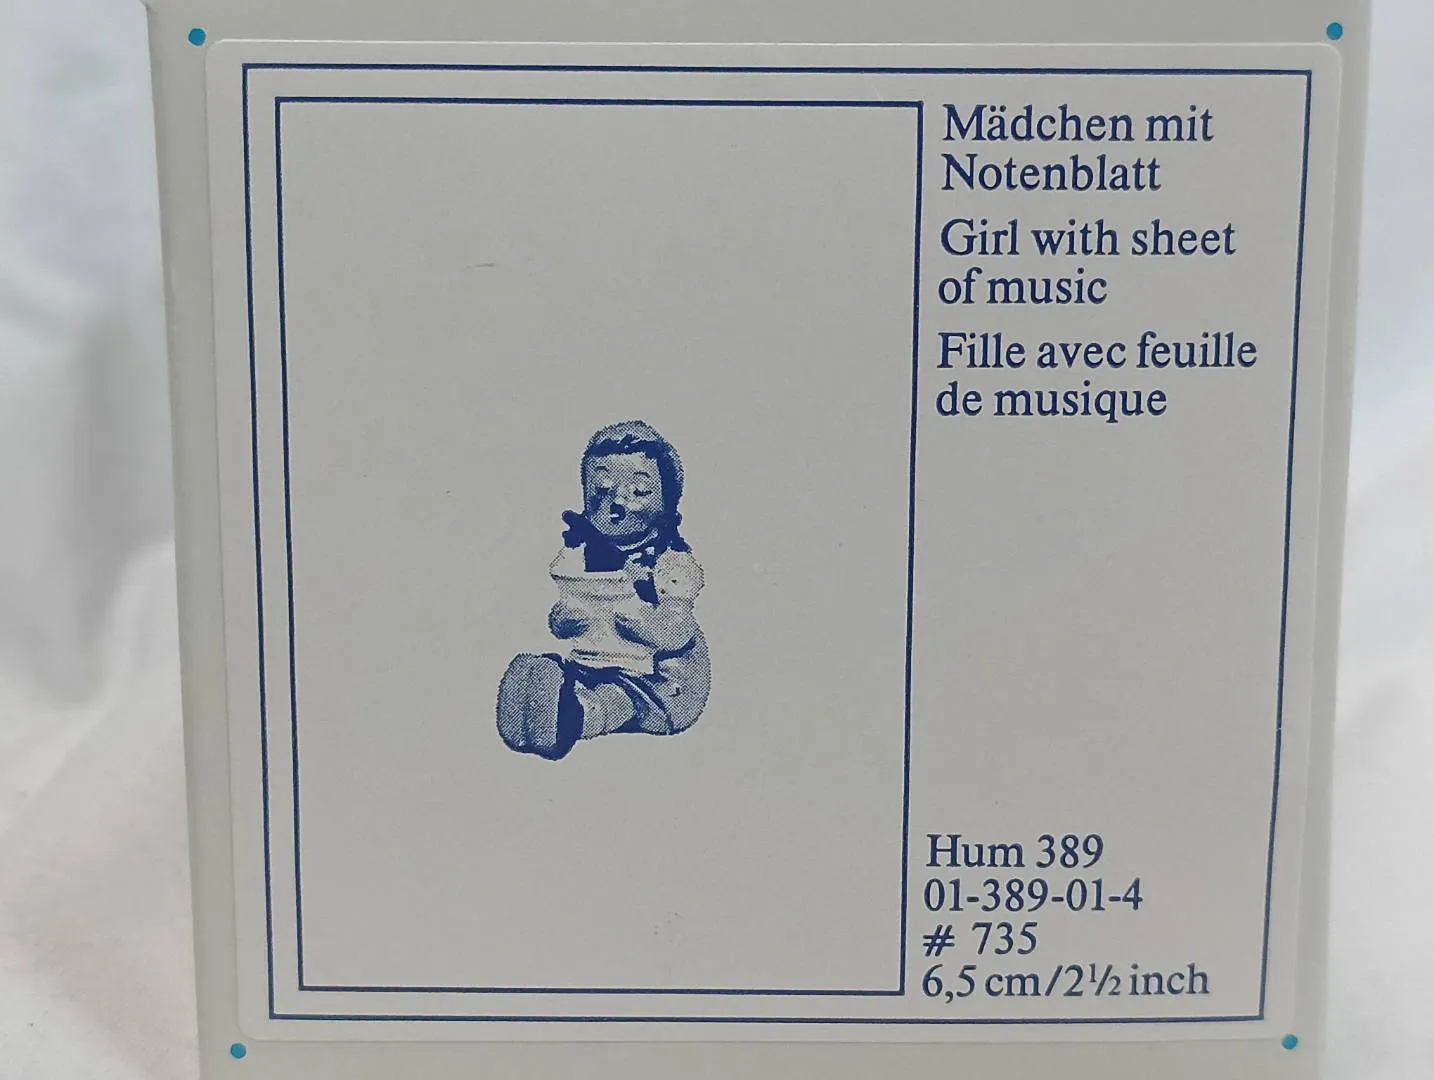 Mädchen mit
Notenblatt
Girl with sheet
of music
Fille avec feuille
de musique
Hum 389
01-389-01-4
# 735
6,5 cm/2½ inch